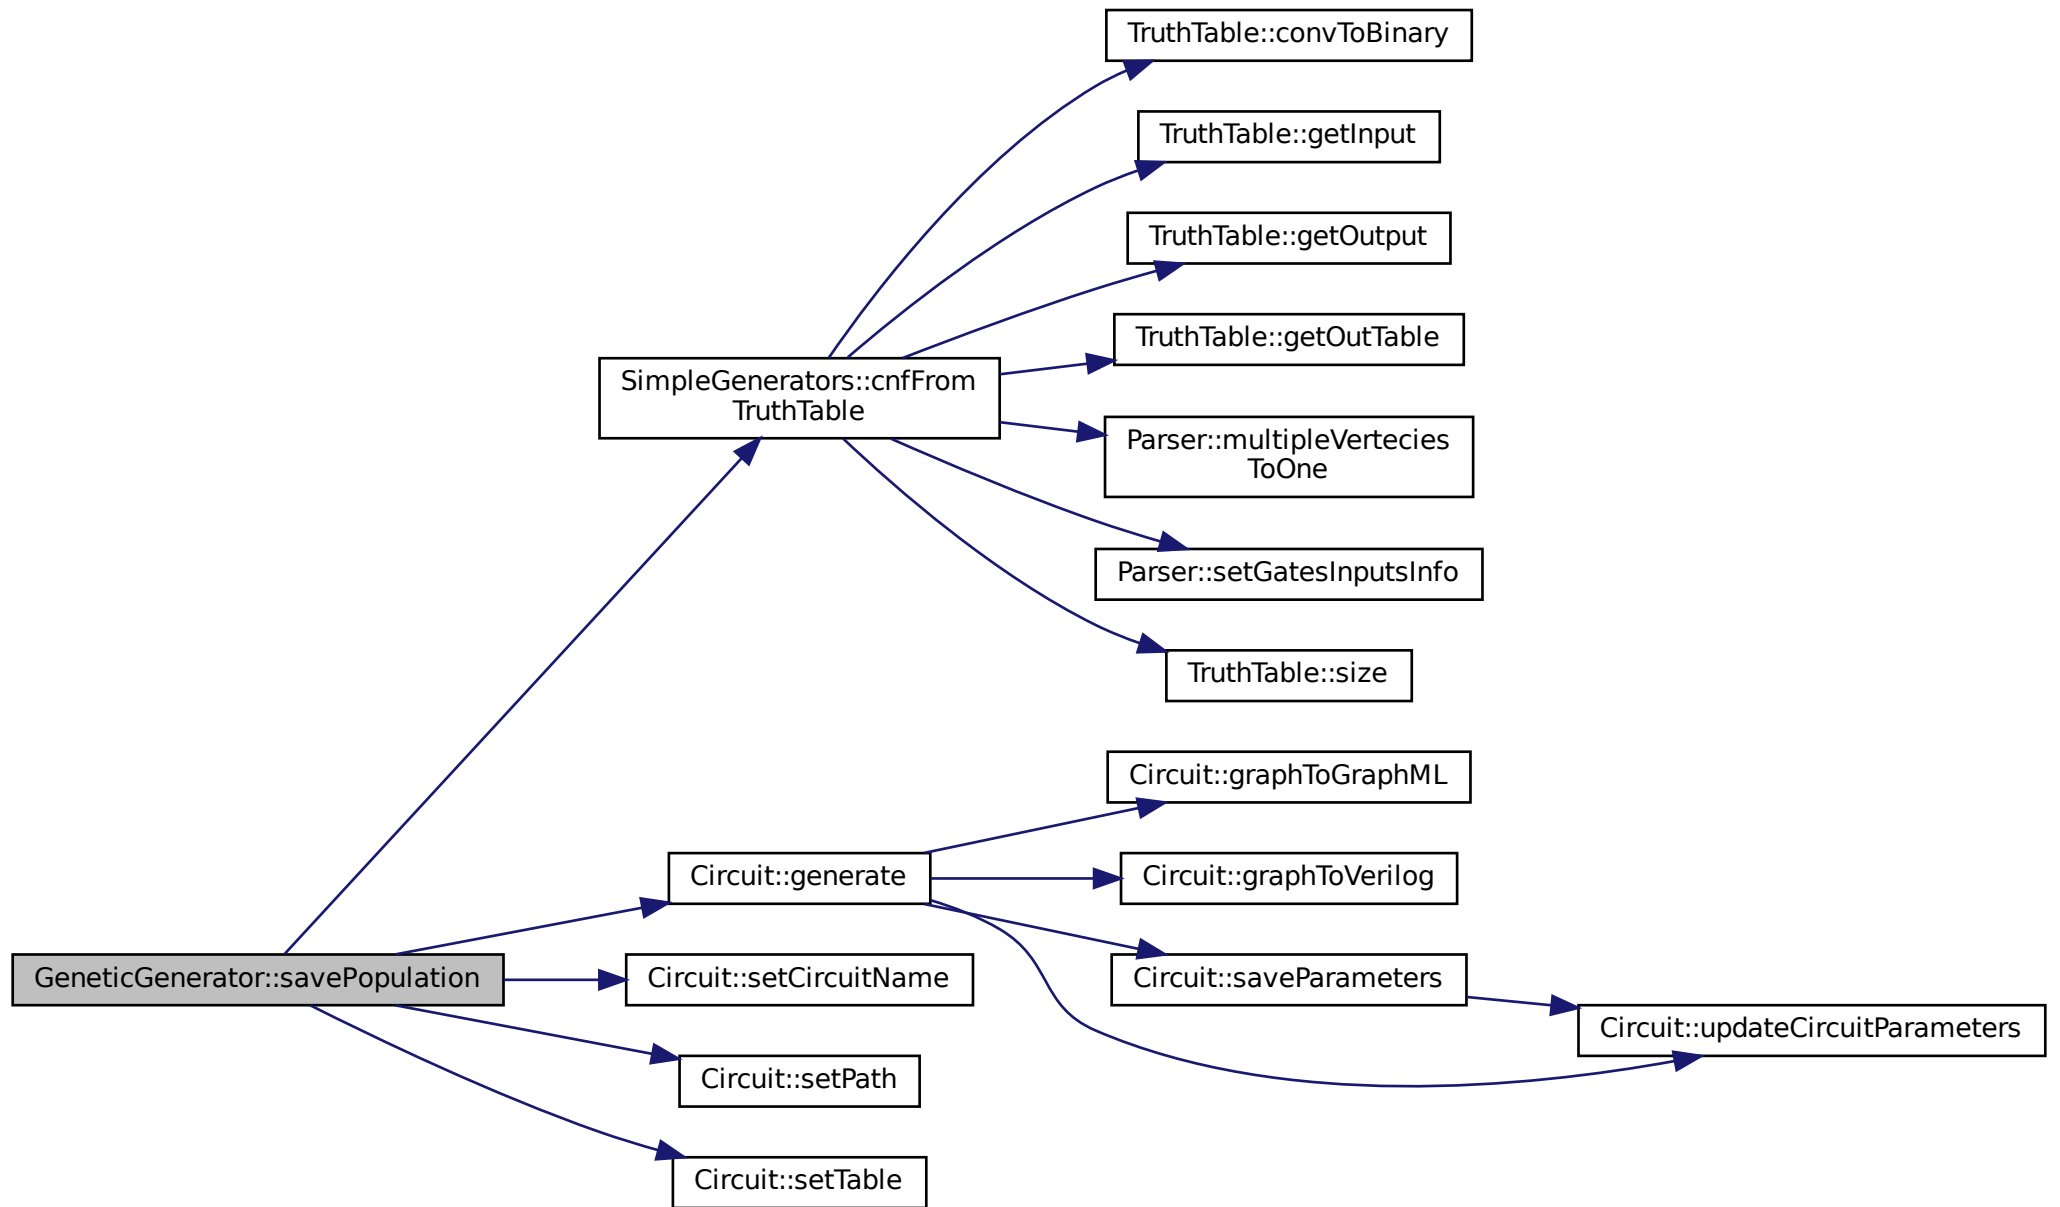 TruthTable::convToBinary
TruthTable::getInput
TruthTable::getOutput
TruthTable::getOutTable
SimpleGenerators::cnfFrom
TruthTable
Parser::multipleVertecies
ToOne
Parser::setGatesInputsInfo
TruthTable::size
Circuit::graphToGraphML
Circuit::generate
Circuit::graphToVerilog
GeneticGenerator::savePopulation
Circuit::setCircuitName
Circuit::saveParameters
Circuit::updateCircuitParameters
Circuit::setPath
Circuit::setTable